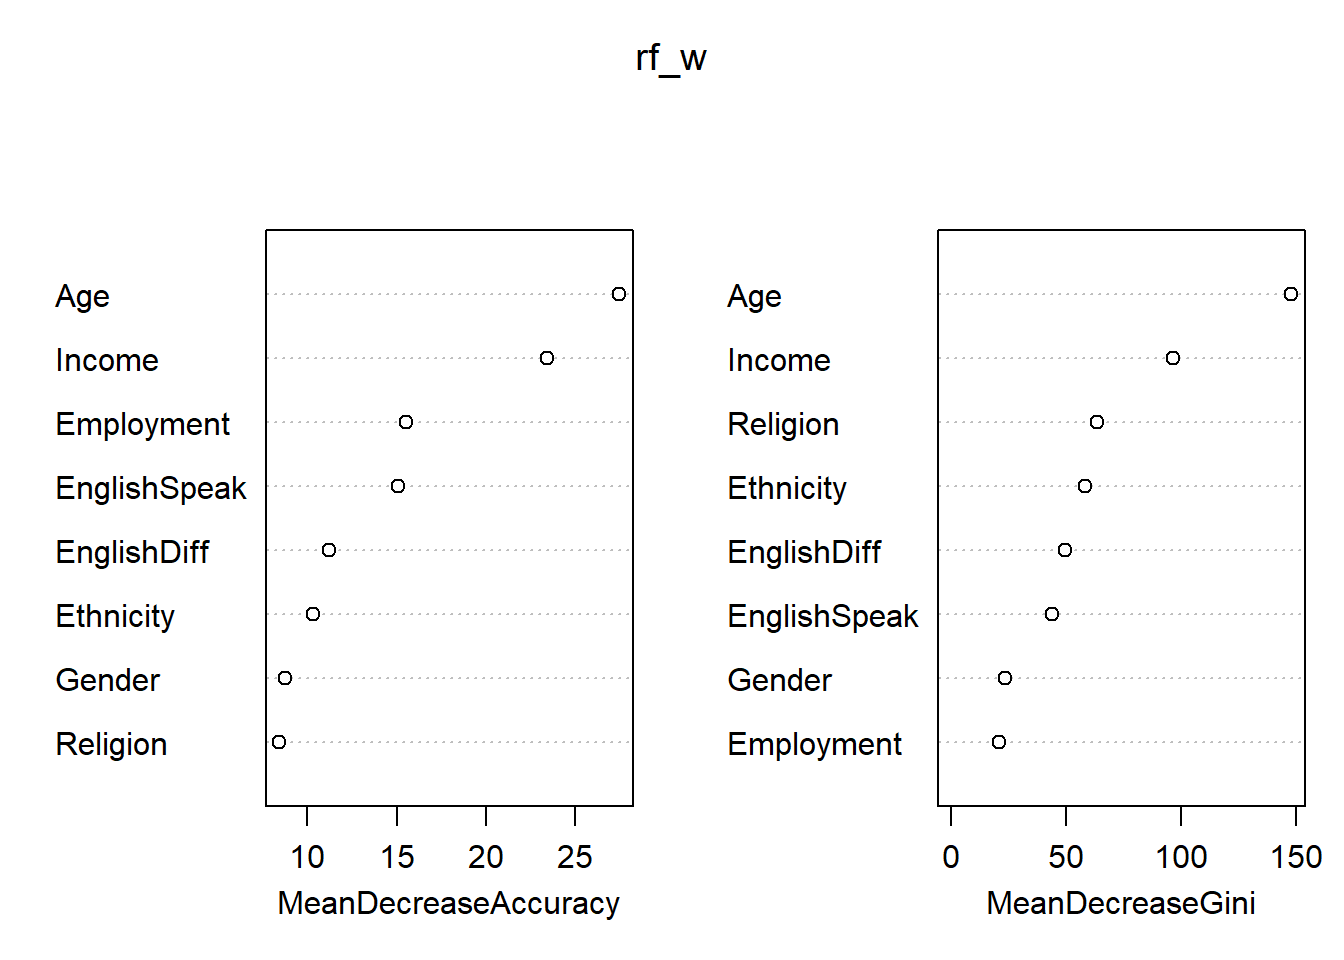 rf_w
Age
Income
Employment
EnglishSpeak
EnglishDiff
Ethnicity
Gender
Religion
10 15 20 25
MeanDecreaseAccuracy
Age
Income
Religion
Ethnicity
EnglishDiff
EnglishSpeak
Gender
Employment
0 50 100 150
MeanDecreaseGini